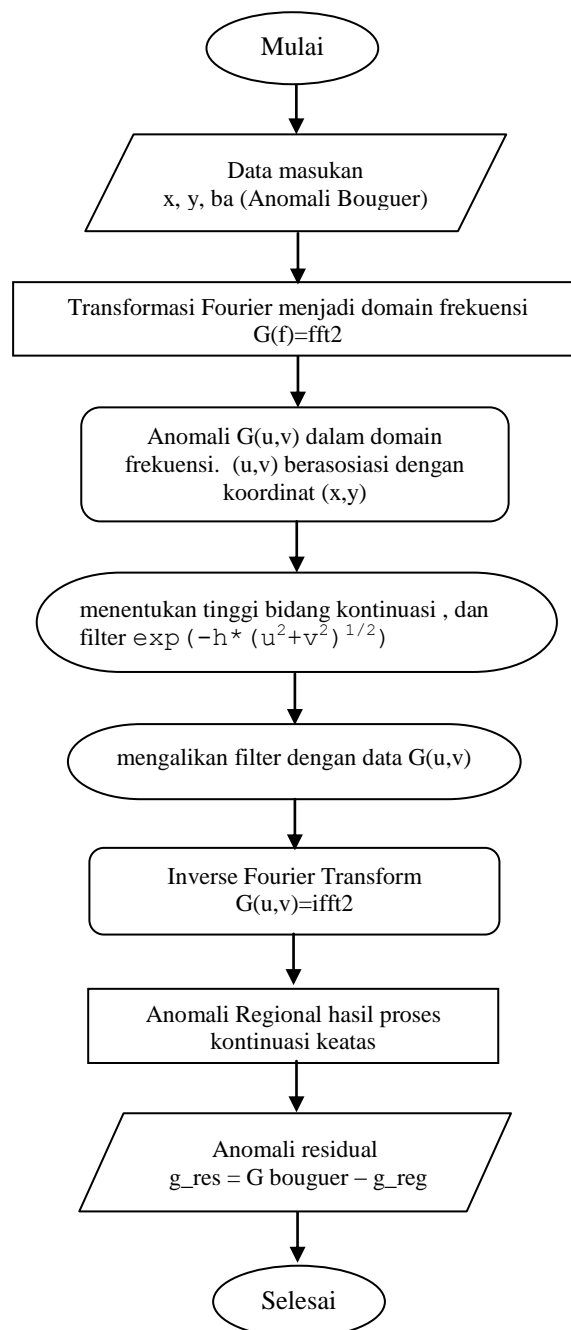 Mulai
Data masukan
x, y, ba (Anomali Bouguer)
Transformasi Fourier menjadi domain frekuensi
G(f)=fft2
Anomali G(u,v) dalam domain
frekuensi.  (u,v) berasosiasi dengan
koordinat (x,y)
menentukan tinggi bidang kontinuasi , dan
filter exp(-h*(u²+v²)^1/2)
mengalikan filter dengan data G(u,v)
Inverse Fourier Transform
G(u,v)=ifft2
Anomali Regional hasil proses
kontinuasi keatas
Anomali residual
g_res = G bouguer – g_reg
Selesai